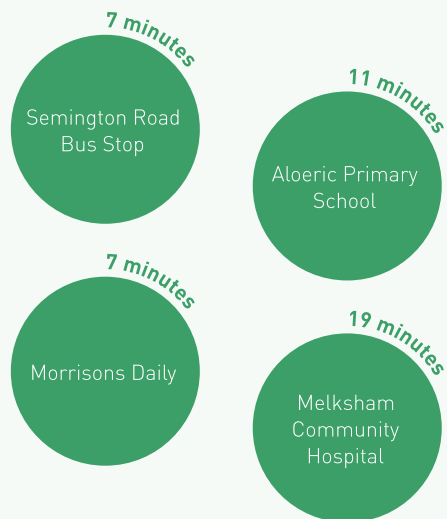 7 minutes
Semington Road
Bus Stop
11 minutes
Aloeric Primary
School
7 minutes
Morrisons Daily
19 minutes
Melksham
Community
Hospital